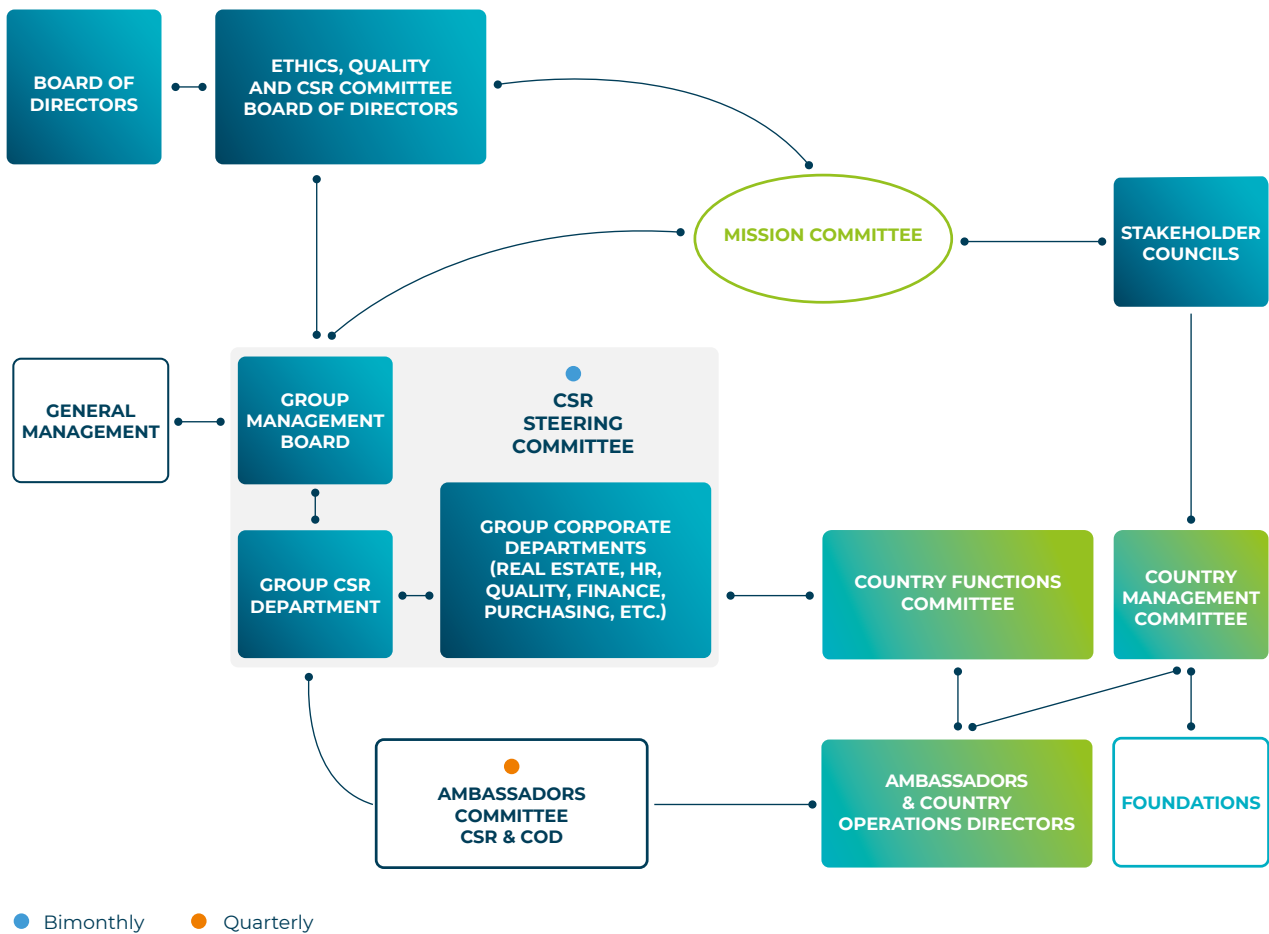 BOARD OF
DIRECTORS
ETHICS, QUALITY
AND CSR COMMITTEE
BOARD OF DIRECTORS
MISSION COMMITTEE
STAKEHOLDER
COUNCILS
GENERAL
MANAGEMENT
GROUP
MANAGEMENT
BOARD
CSR
STEERING
COMMITTEE
GROUP CSR
DEPARTMENT
GROUP CORPORATE
DEPARTMENTS
(REAL ESTATE, HR,
QUALITY, FINANCE,
PURCHASING, ETC.)
COUNTRY FUNCTIONS
COMMITTEE
COUNTRY
MANAGEMENT
COMMITTEE
AMBASSADORS
COMMITTEE
CSR & COD
AMBASSADORS
& COUNTRY
OPERATIONS DIRECTORS
FOUNDATIONS
Bimonthly
Quarterly